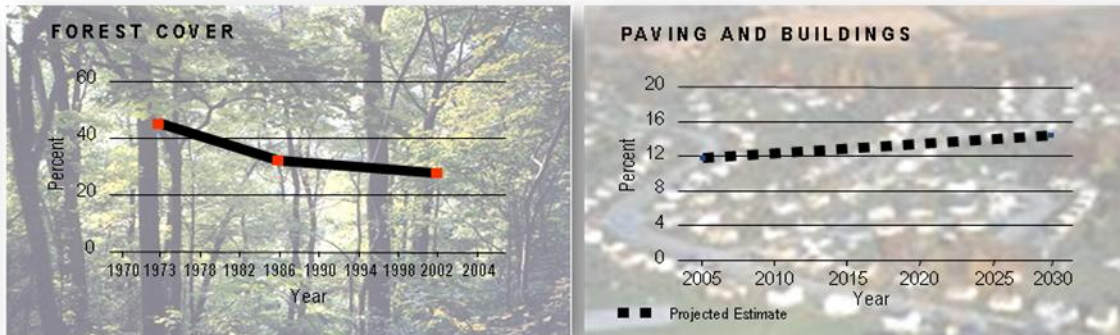 FOREST COVER
60
40
20
0
Percent
1970 1973 1978 1982 1986 1990 1994 1998 2002 2004
Year
PAVING AND BUILDINGS
20
16
12
8
4
0
Percent
2005 2010 2015 2020 2025 2030
Year
Projected Estimate